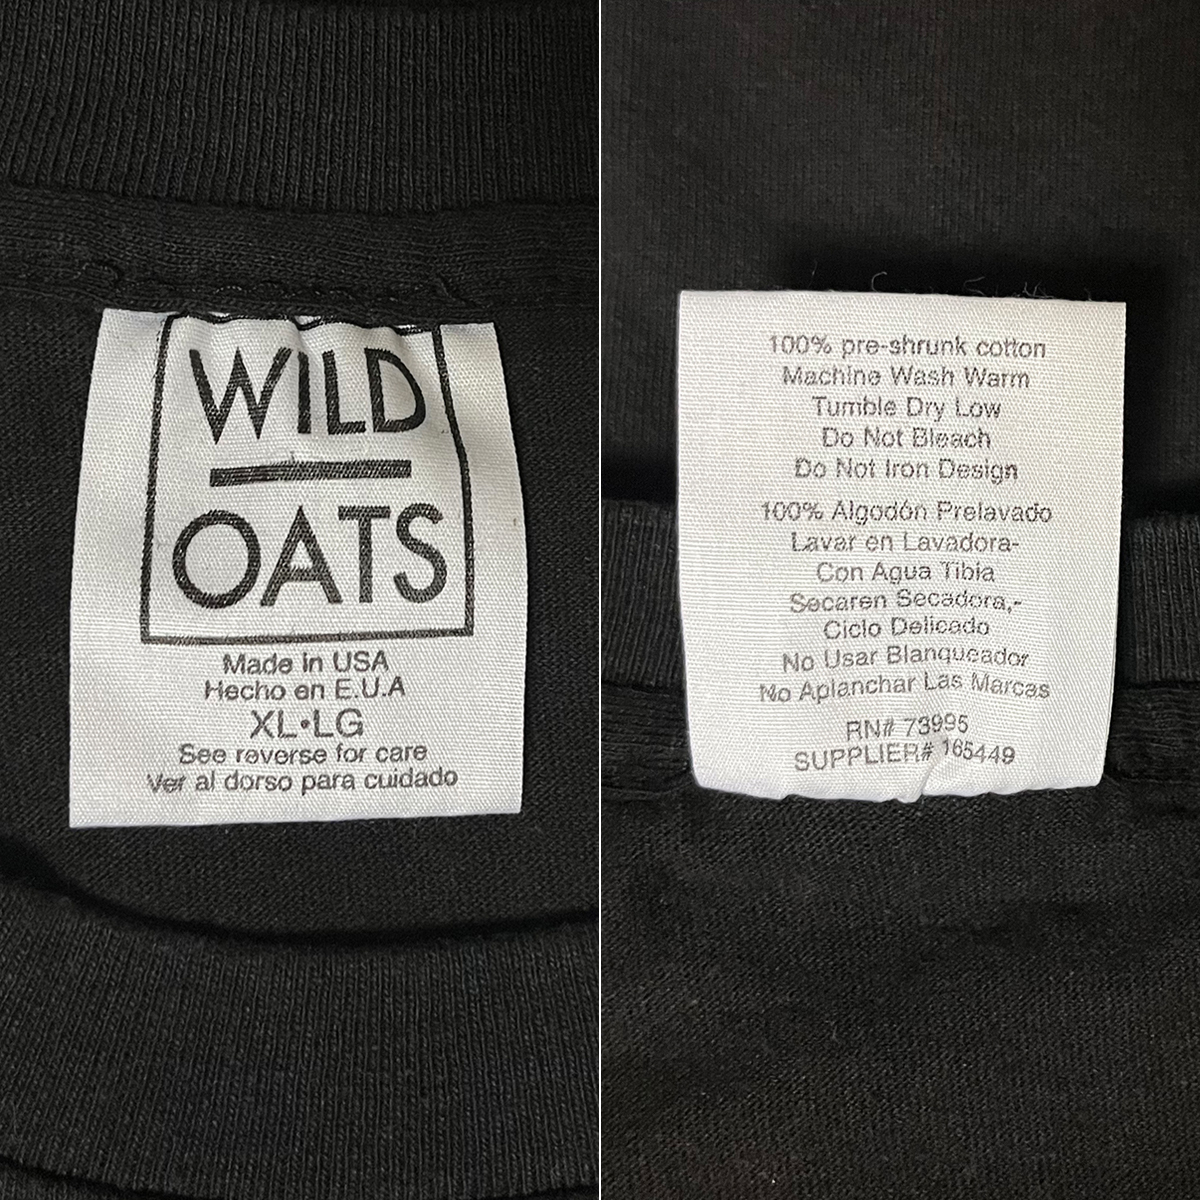 WILD
OATS
Made in USA
Hecho en E.U.A
XL•LG
See reverse for care
Ver al dorso para cuidado
100% pre-shrunk cotton
Machine Wash Warm
Tumble Dry Low
Do Not Bleach
Do Not Iron Design
100% Algodón Prelavado
Lavar en Lavadora-
Con Agua Tibia
Secaren Secadora,-
Ciclo Delicado
No Usar Blanqueador
No Aplanchar Las Marcas
RN# 73995
SUPPLIER# 165449